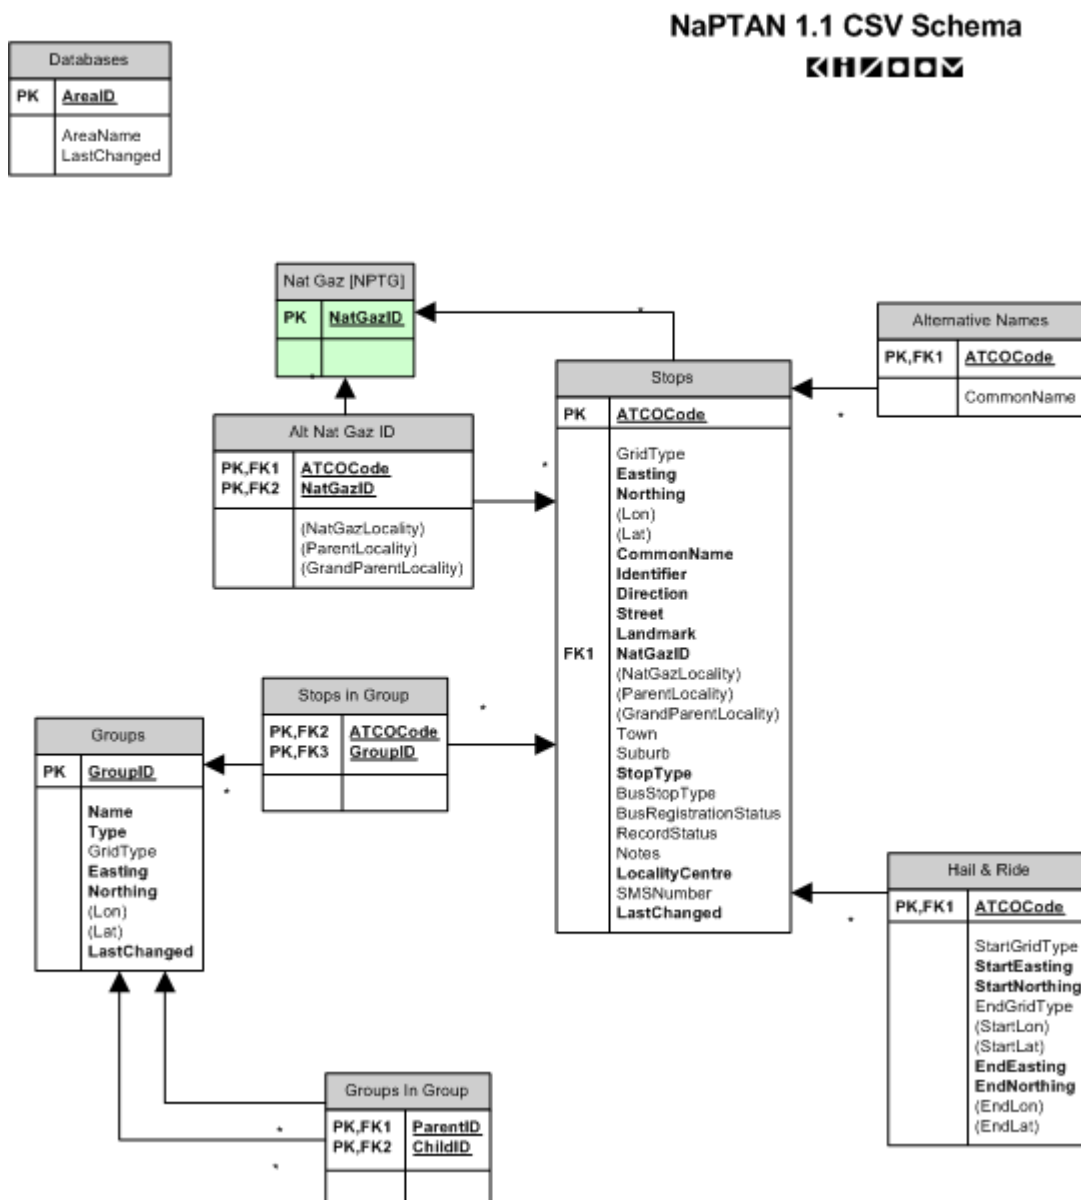 NaPTAN 1.1 CSV Schema
KIZOOM
Databases
PK AreaID
AreaName
LastChanged
Nat Gaz [NPTG]
PK NatGazID
*
*
Alternative Names
PK,FK1 ATCOCode
CommonName
*
Stops
PK ATCOCode
GridType
Easting
Northing
(Lon)
(Lat)
CommonName
Identifier
Direction
Street
Landmark
FK1 NatGazID
(NatGazLocality)
(ParentLocality)
(GrandParentLocality)
Town
Suburb
StopType
BusStopType
BusRegistrationStatus
RecordStatus
Notes
LocalityCentre
SMSNumber
LastChanged
Alt Nat Gaz ID
PK,FK1 ATCOCode
PK,FK2 NatGazID
(NatGazLocality)
(ParentLocality)
(GrandParentLocality)
*
Stops in Group
PK,FK2 ATCOCode
PK,FK3 GroupID
*
*
Groups
PK GroupID
Name
Type
GridType
Easting
Northing
(Lon)
(Lat)
LastChanged
Hail & Ride
PK,FK1 ATCOCode
StartGridType
StartEasting
StartNorthing
EndGridType
(StartLon)
(StartLat)
EndEasting
EndNorthing
(EndLon)
(EndLat)
*
Groups In Group
PK,FK1 ParentID
PK,FK2 ChildID
*
*